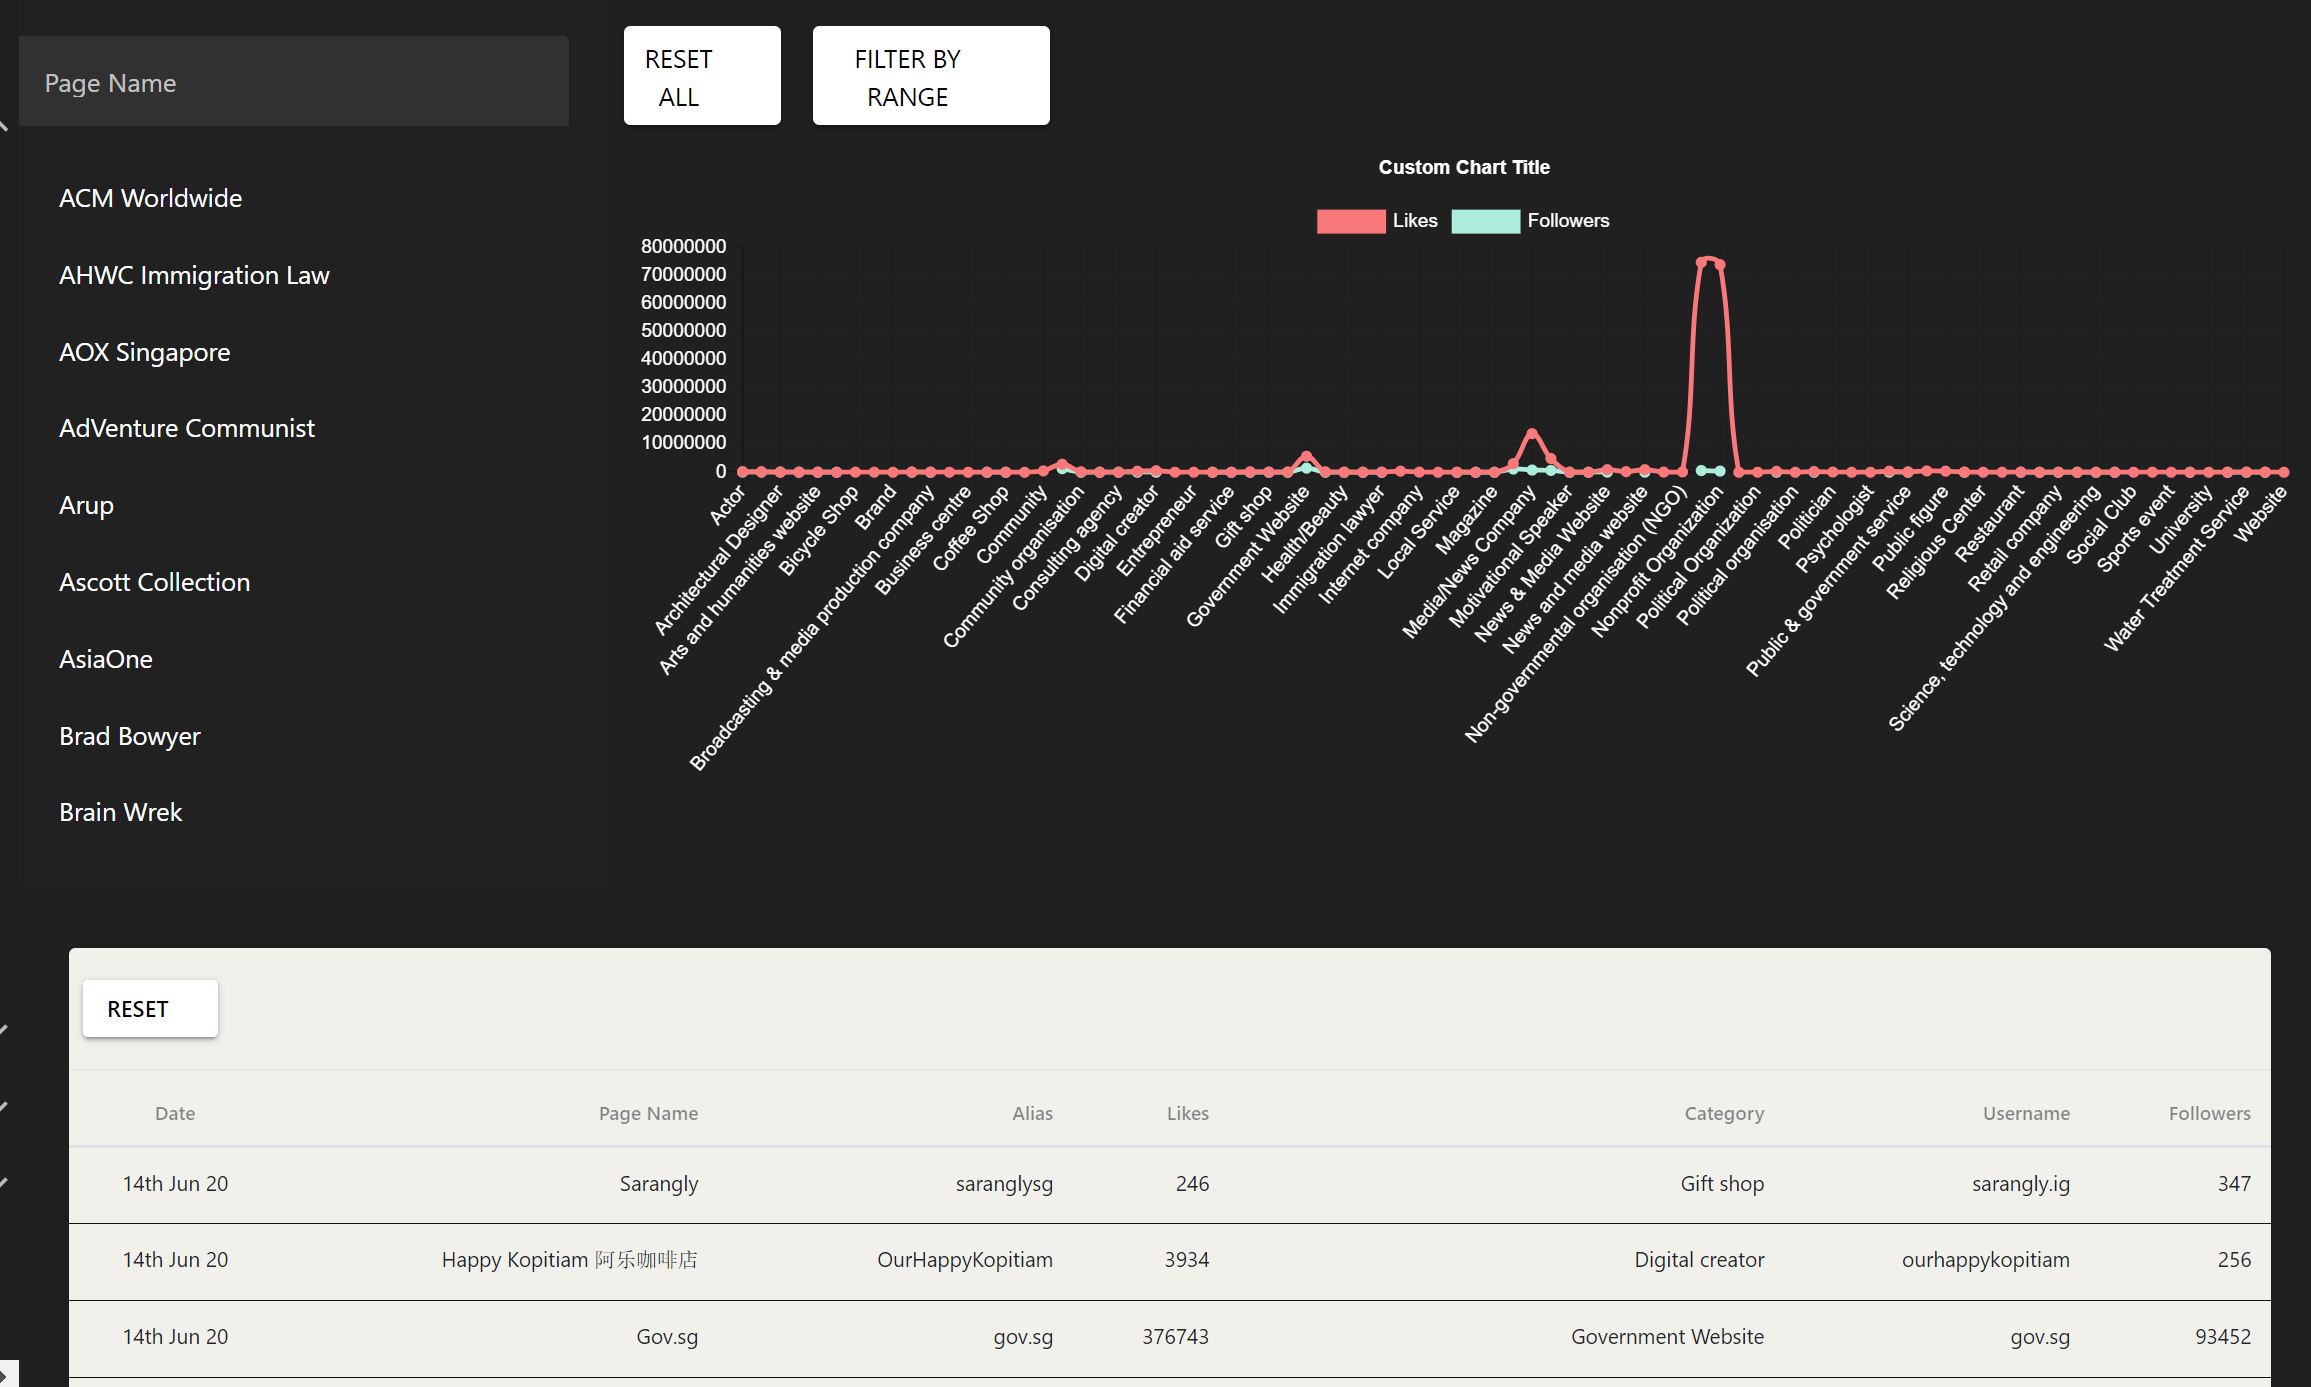 Page Name
ACM Worldwide
AHWC Immigration Law
AOX Singapore
AdVenture Communist
Arup
Ascott Collection
AsiaOne
Brad Bowyer
Brain Wrek
RESET
ALL
FILTER BY
RANGE
Custom Chart Title
Likes
Followers
80000000
70000000
60000000
50000000
40000000
30000000
20000000
10000000
0
Actor
Architectural Designer
Arts and humanities website
Bicycle Shop
Brand
Broadcasting & media production company
Business centre
Coffee Shop
Community
Community organisation
Consulting agency
Digital creator
Entrepreneur
Financial aid service
Gift shop
Government Website
Health/Beauty
Immigration lawyer
Internet company
Local Service
Magazine
Media/News Company
Motivational Speaker
News & Media Website
News and media website
Non-governmental organisation (NGO)
Nonprofit Organization
Political Organization
Political organisation
Politician
Psychologist
Public & government service
Public figure
Religious Center
Restaurant
Retail company
Science, technology and engineering
Social Club
Sports event
University
Water Treatment Service
Website
RESET
Date Page Name Alias Likes Category Username Followers
14th Jun 20 Sarangly saranglysg 246 Gift shop sarangly.ig 347
14th Jun 20 Happy Kopitiam 阿乐咖啡店 OurHappyKopitiam 3934 Digital creator ourhappykopitiam 256
14th Jun 20 Gov.sg gov.sg 376743 Government Website gov.sg 93452